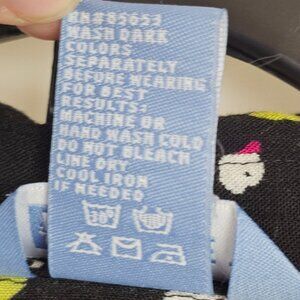 RN#85653
WASH DARK
COLORS
SEPARATELY
BEFORE WEARING
FOR BEST
RESULTS:
MACHINE OR
HAND WASH COLD
DO NOT BLEACH
LINE DRY
COOL IRON
IF NEEDED
30°